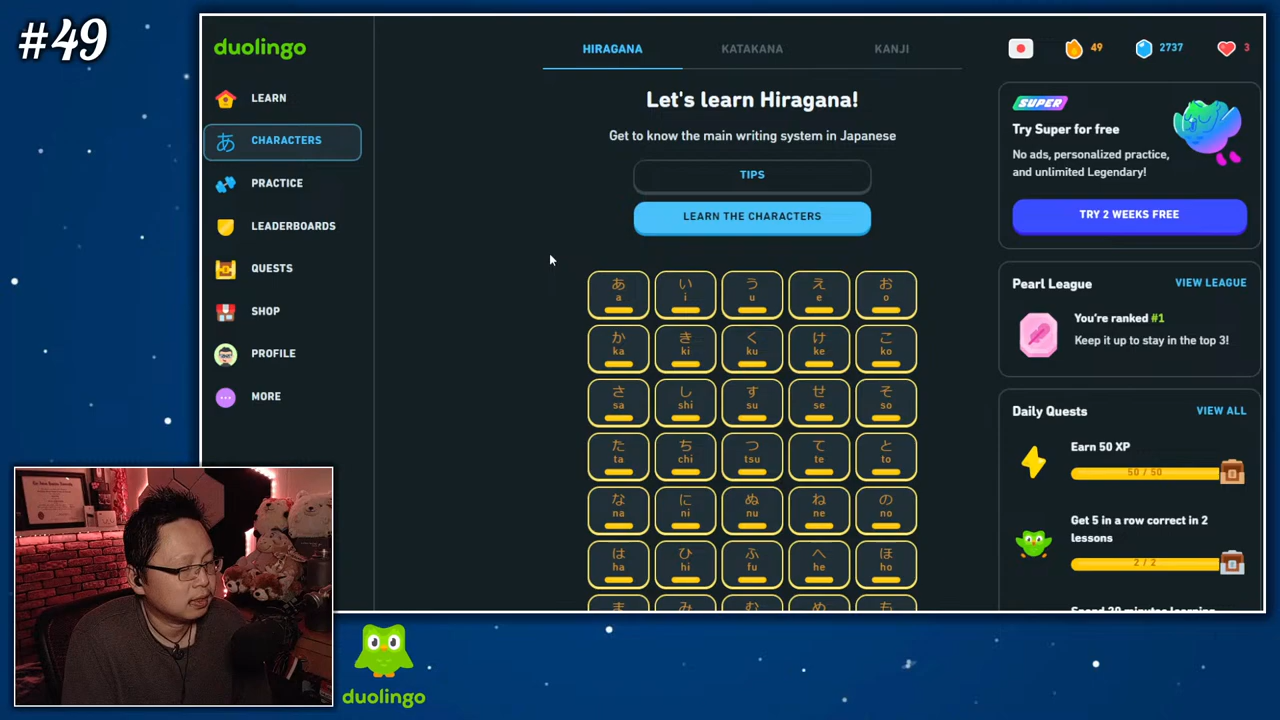 #49
duolingo
LEARN
CHARACTERS
PRACTICE
LEADERBOARDS
QUESTS
SHOP
PROFILE
MORE
HIRAGANA KATAKANA KANJI
Let's learn Hiragana!
Get to know the main writing system in Japanese
TIPS
LEARN THE CHARACTERS
あ い う え お
a i u e o
か き く け こ
ka ki ku ke ko
さ し す せ そ
sa shi su se so
た ち つ て と
ta chi tsu te to
な に ぬ ね の
na ni nu ne no
は ひ ふ へ ほ
ha hi fu he ho
ま み む め も
49 2737 3
SUPER
Try Super for free
No ads, personalized practice,
and unlimited Legendary!
TRY 2 WEEKS FREE
Pearl League VIEW LEAGUE
You're ranked #1
Keep it up to stay in the top 3!
Daily Quests VIEW ALL
Earn 50 XP
50 / 50
Get 5 in a row correct in 2
lessons
2 / 2
duolingo